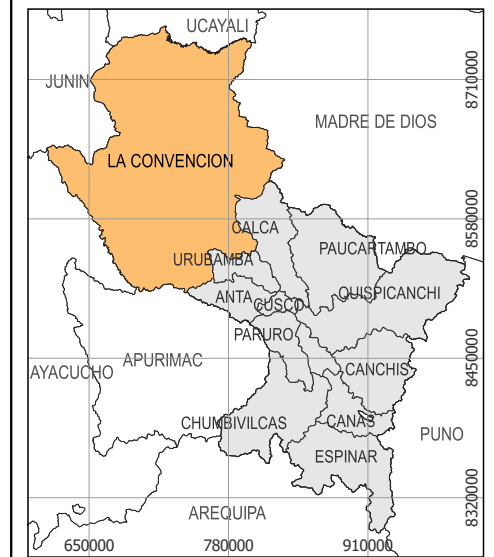 UCAYALI
JUNIN
8710000
MADRE DE DIOS
LA CONVENCION
8580000
CALCA
PAUCARTAMBO
URUBAMBA
QUISPICANCHI
ANTA
CUSCO
PARURO
8450000
APURIMAC
AYACUCHO
CANCHIS
CHUMBIVILCAS
CANAS
PUNO
ESPINAR
8320000
AREQUIPA
650000
780000
910000